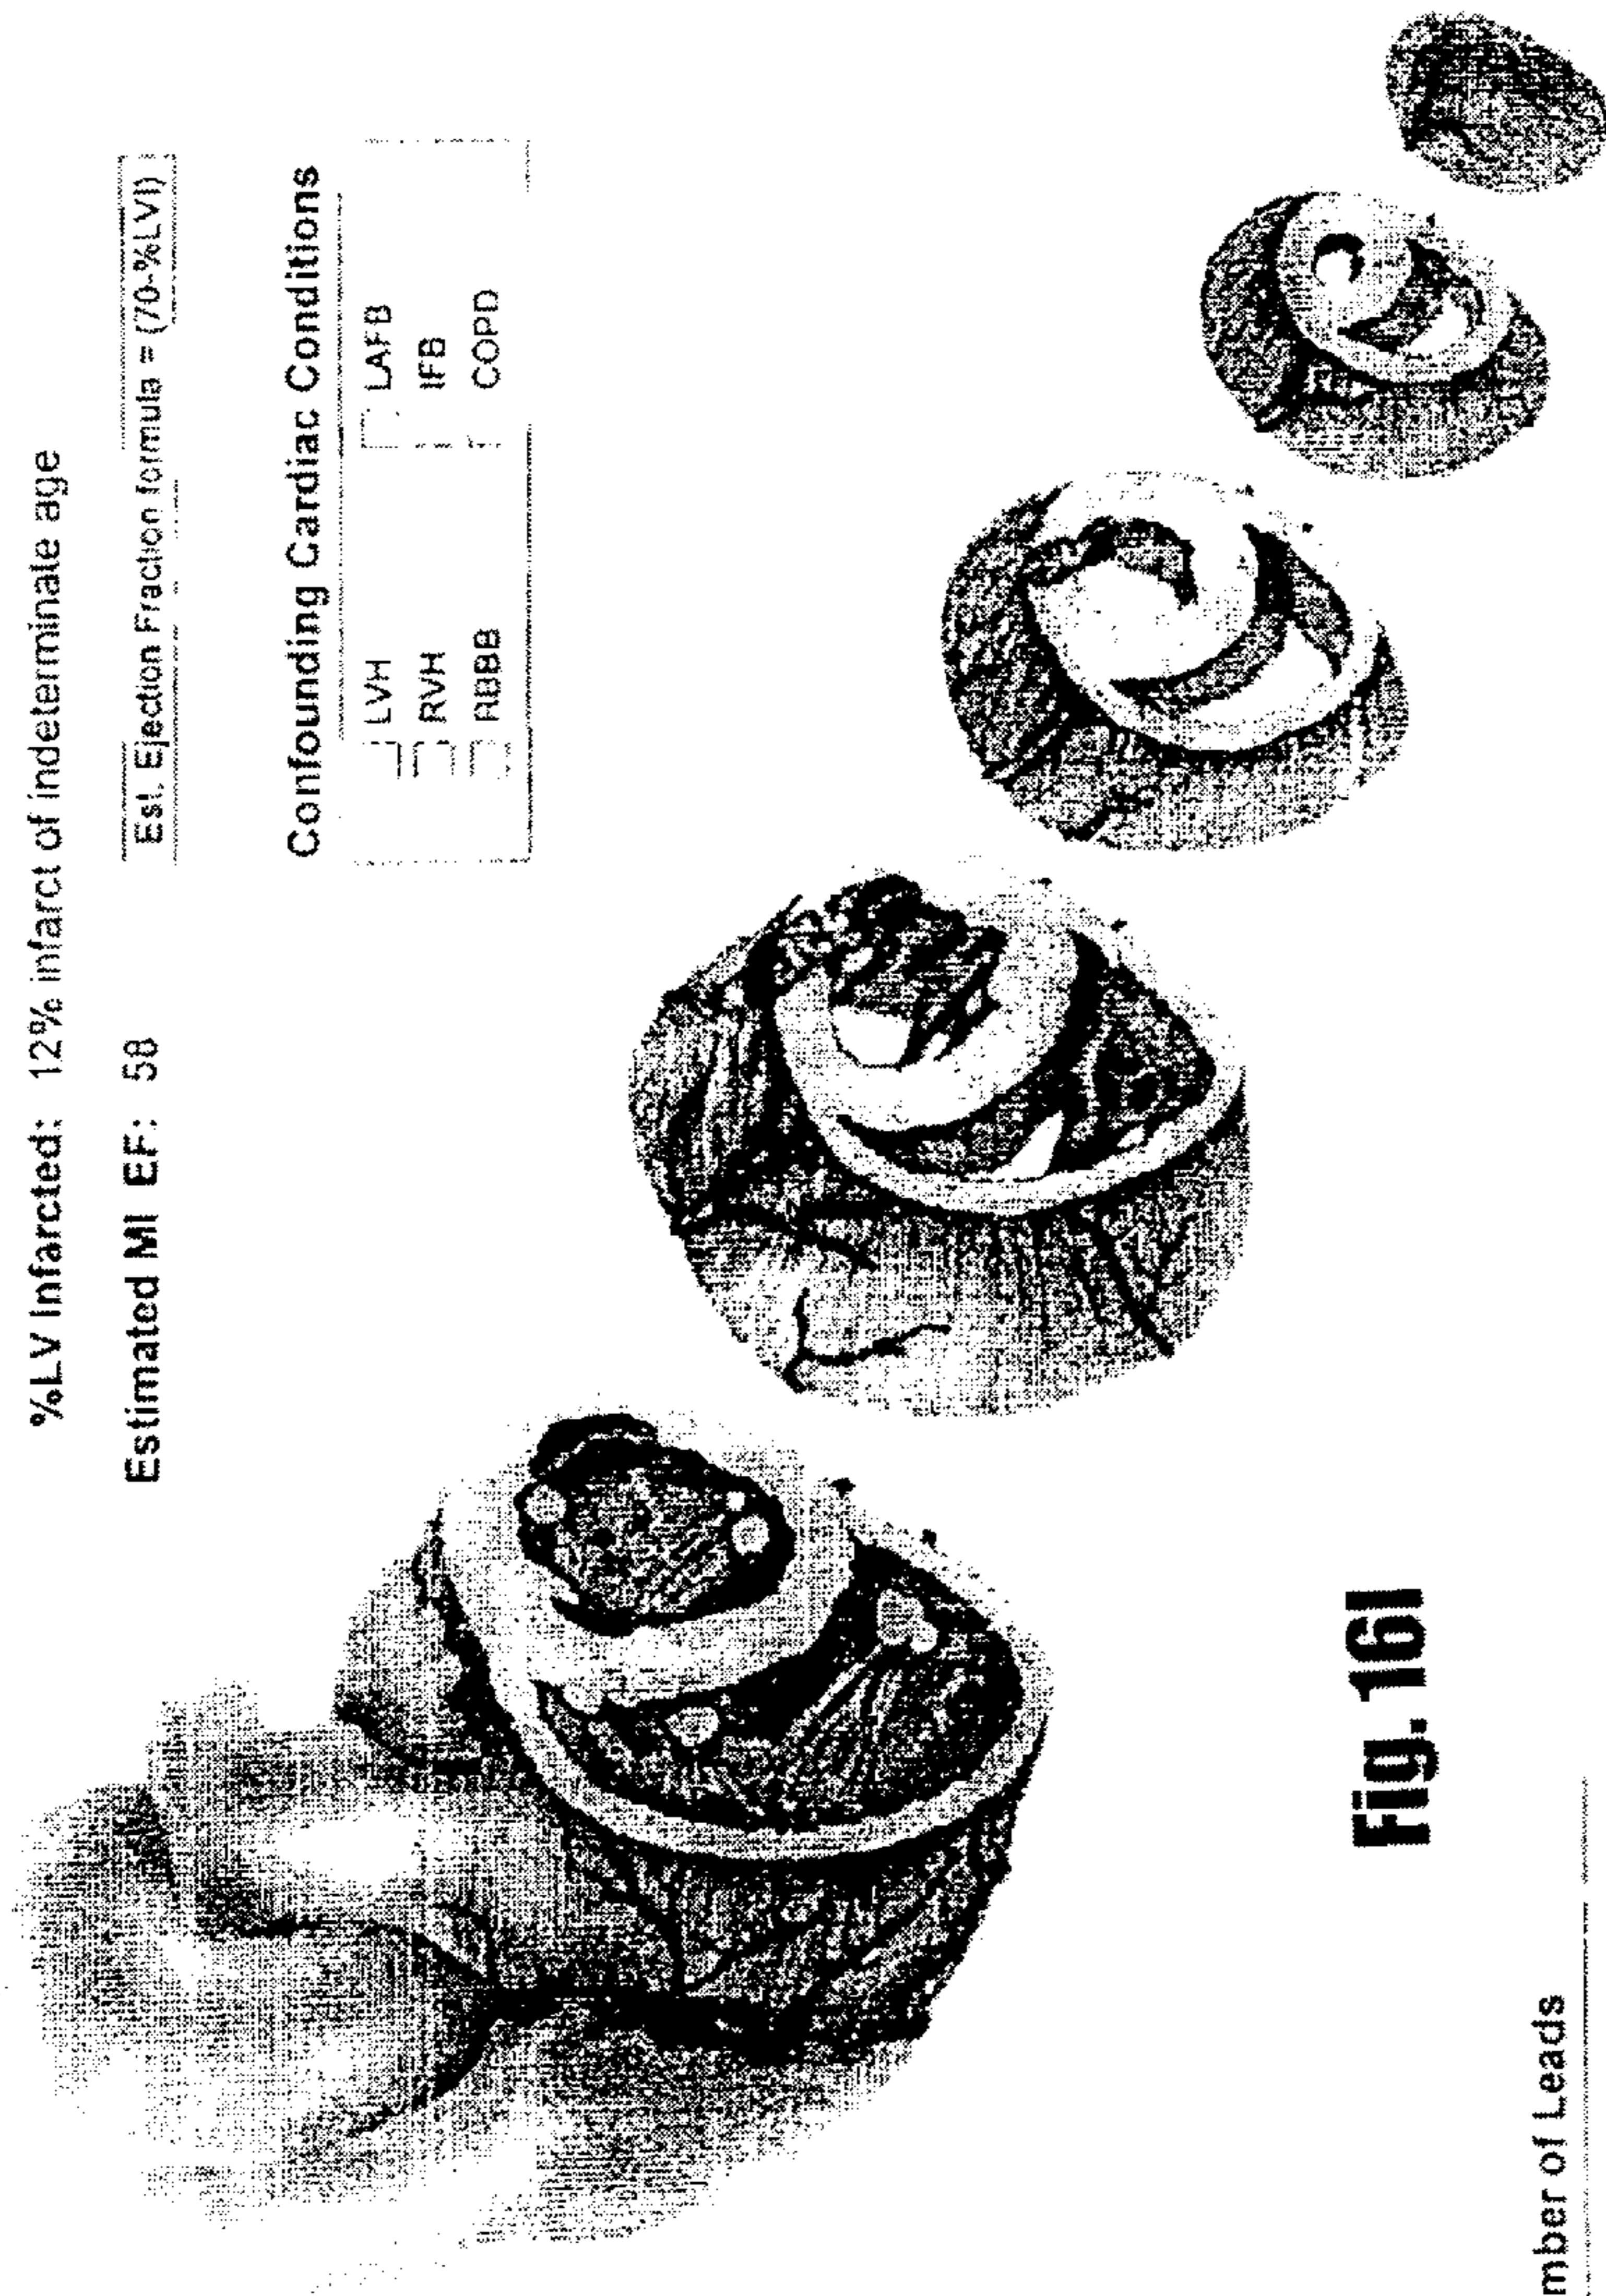 %LV Infarcted: 12% infarct of indeterminate age
Estimated MI EF: 58
Est. Ejection Fraction formula = (70-%LVI)
Confounding Cardiac Conditions
LVH LAFB
RVH IFB
RBBB COPD
Fig. 16I
mber of Leads